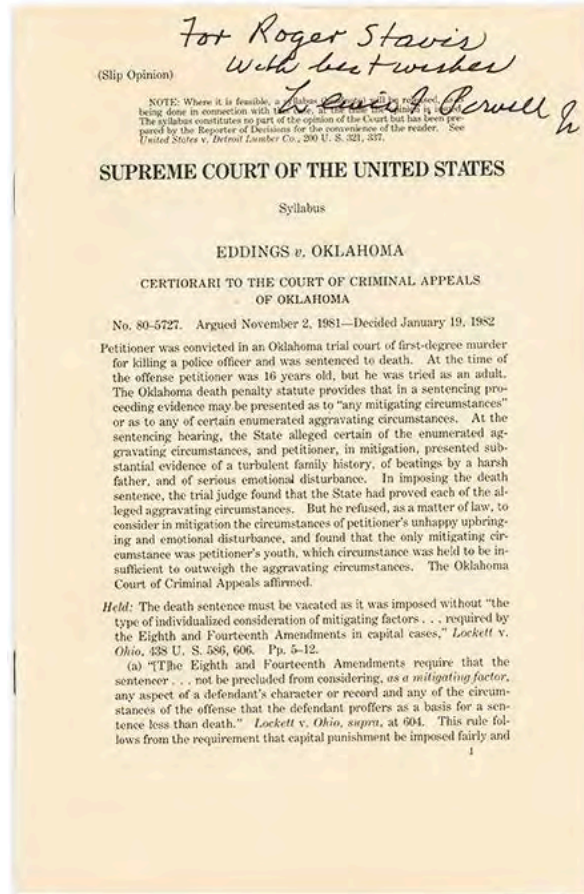 For Roger Stavis
With best wishes
Lewis F. Powell Jr
(Slip Opinion)
NOTE: Where it is feasible, a syllabus will be released,
being done in connection with this case, at the time the opinion is issued.
The syllabus constitutes no part of the opinion of the Court but has been pre-
pared by the Reporter of Decisions for the convenience of the reader. See
United States v. Detroit Lumber Co., 200 U. S. 321, 337.
SUPREME COURT OF THE UNITED STATES
Syllabus
EDDINGS v. OKLAHOMA
CERTIORARI TO THE COURT OF CRIMINAL APPEALS
OF OKLAHOMA
No. 80–5727. Argued November 2, 1981—Decided January 19, 1982
Petitioner was convicted in an Oklahoma trial court of first-degree murder
for killing a police officer and was sentenced to death. At the time of
the offense petitioner was 16 years old, but he was tried as an adult.
The Oklahoma death penalty statute provides that in a sentencing pro-
ceeding evidence may be presented as to "any mitigating circumstances"
or as to any of certain enumerated aggravating circumstances. At the
sentencing hearing, the State alleged certain of the enumerated ag-
gravating circumstances, and petitioner, in mitigation, presented sub-
stantial evidence of a turbulent family history, of beatings by a harsh
father, and of serious emotional disturbance. In imposing the death
sentence, the trial judge found that the State had proved each of the al-
leged aggravating circumstances. But he refused, as a matter of law, to
consider in mitigation the circumstances of petitioner's unhappy upbring-
ing and emotional disturbance, and found that the only mitigating cir-
cumstance was petitioner's youth, which circumstance was held to be in-
sufficient to outweigh the aggravating circumstances. The Oklahoma
Court of Criminal Appeals affirmed.
Held: The death sentence must be vacated as it was imposed without "the
type of individualized consideration of mitigating factors . . . required by
the Eighth and Fourteenth Amendments in capital cases," Lockett v.
Ohio, 438 U. S. 586, 606. Pp. 5–12.
(a) "[T]he Eighth and Fourteenth Amendments require that the
sentencer . . . not be precluded from considering, as a mitigating factor,
any aspect of a defendant's character or record and any of the circum-
stances of the offense that the defendant proffers as a basis for a sen-
tence less than death." Lockett v. Ohio, supra, at 604. This rule fol-
lows from the requirement that capital punishment be imposed fairly and
I